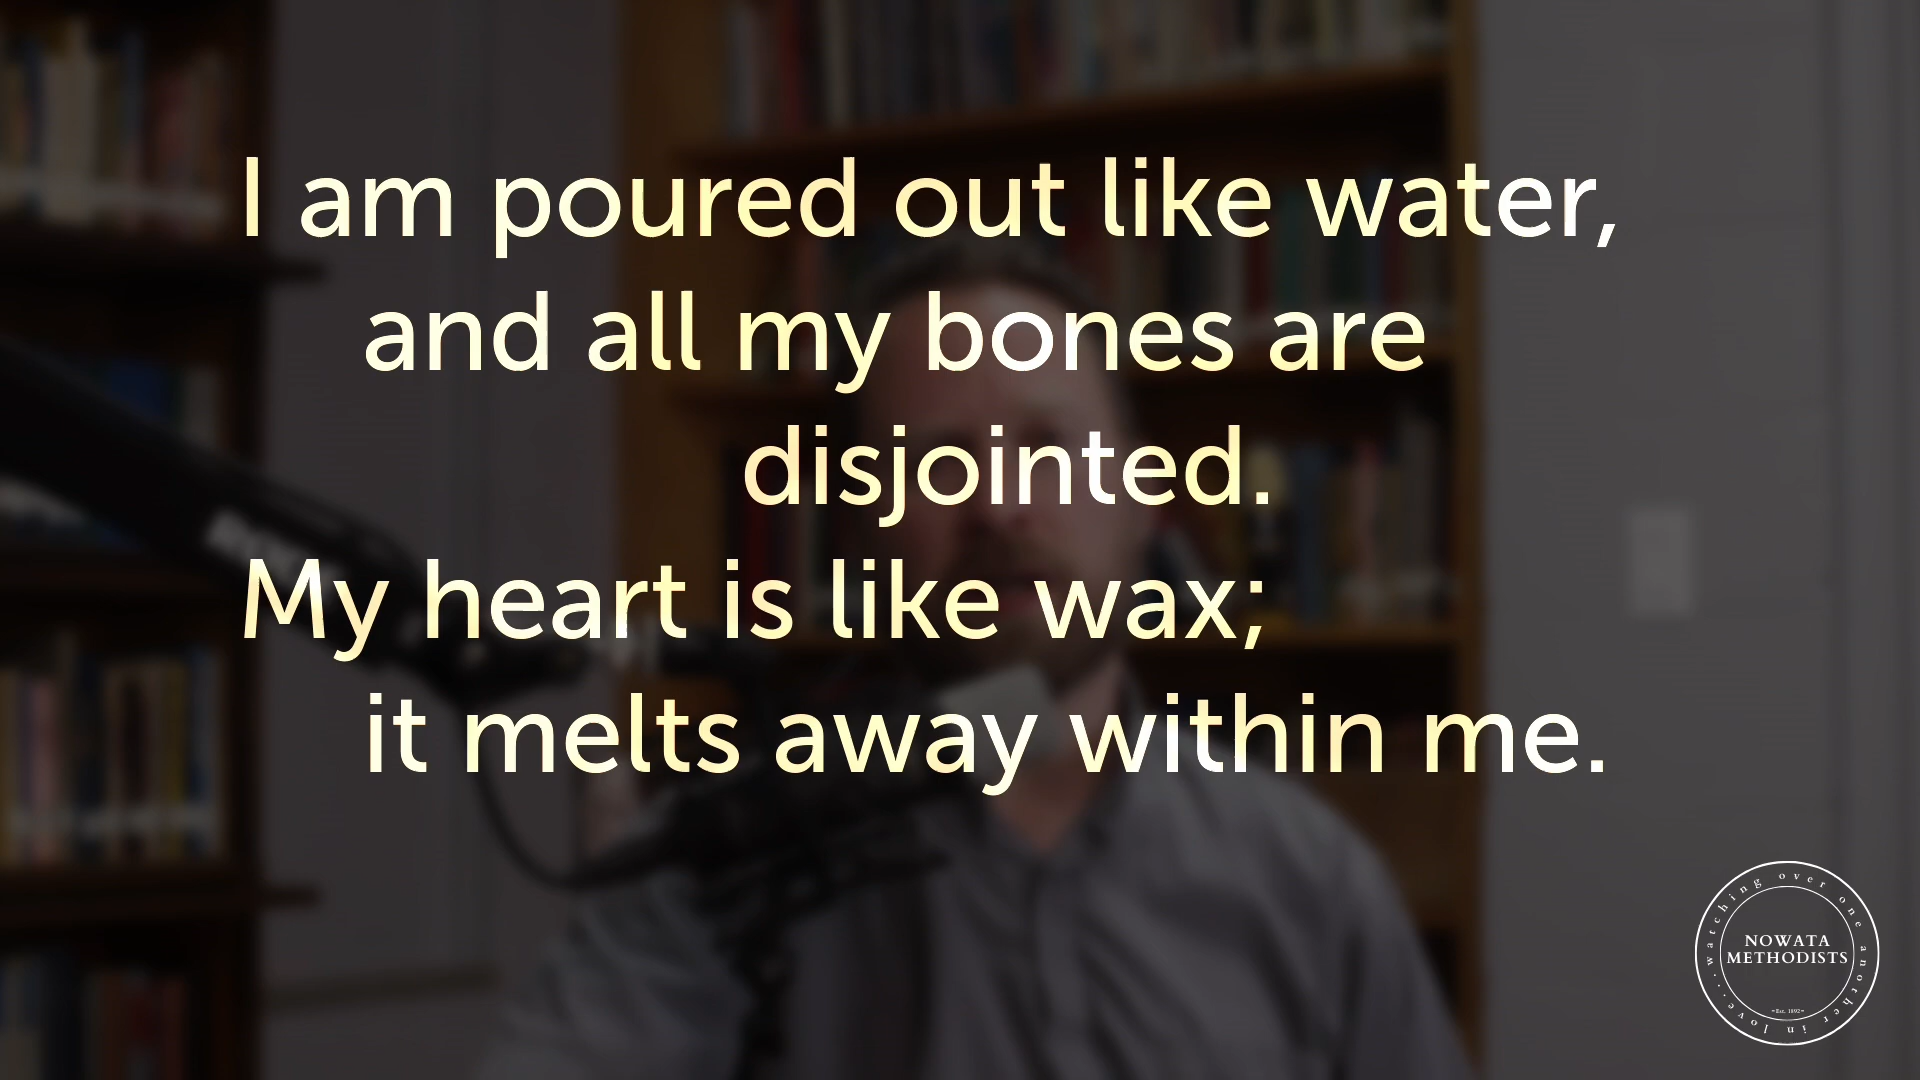 I am poured out like water,
and all my bones are
disjointed.
My heart is like wax;
it melts away within me.
watching over one another in love...
NOWATA
METHODISTS
Est. 1892